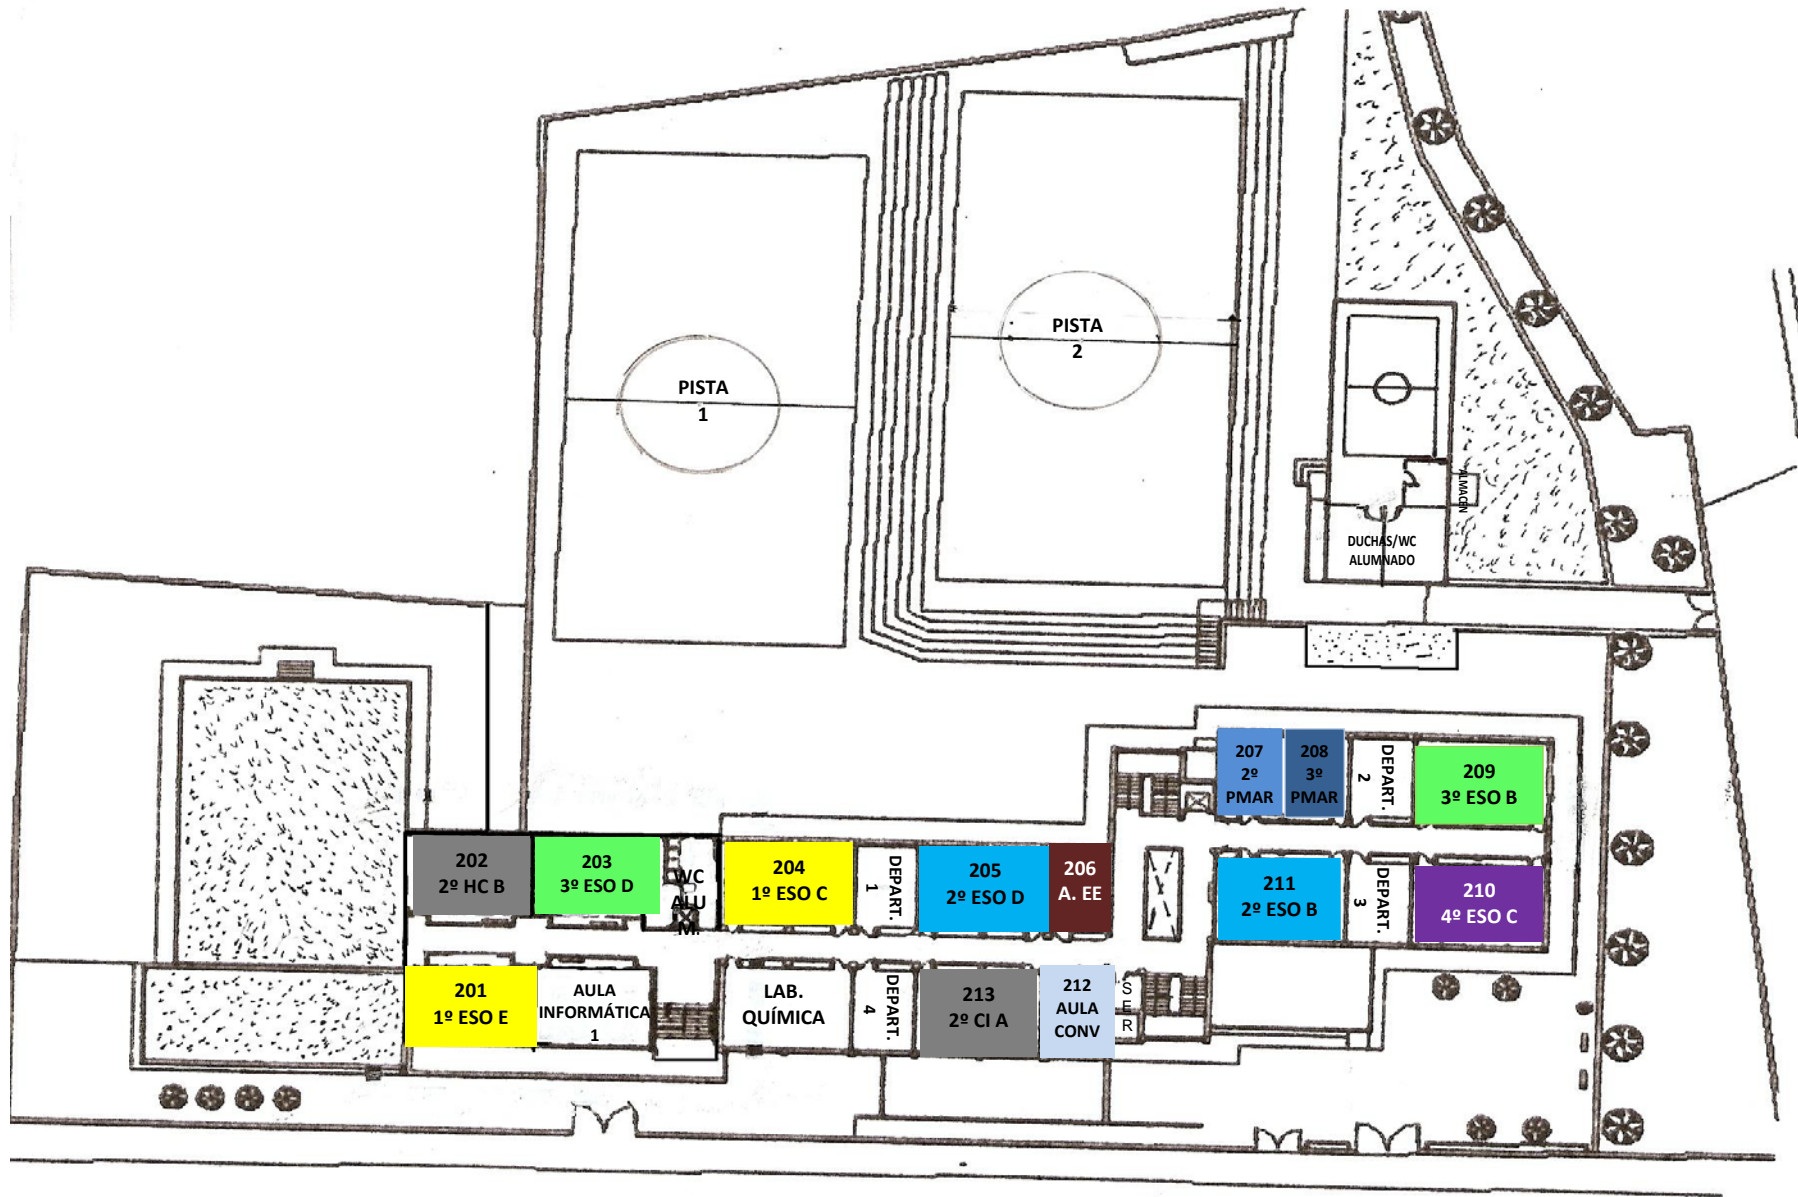 PISTA
1
PISTA
2
ALMACEN
DUCHAS/WC
ALUMNADO
207
2º
PMAR
208
3º
PMAR
DEPART.
2
209
3º ESO B
202
2º HC B
203
3º ESO D
WC
ALU
M.
204
1º ESO C
DEPART.
1
205
2º ESO D
206
A. EE
211
2º ESO B
DEPART.
3
210
4º ESO C
201
1º ESO E
AULA
INFORMÁTICA
1
LAB.
QUÍMICA
DEPART.
4
213
2º CI A
212
AULA
CONV
S
E
R